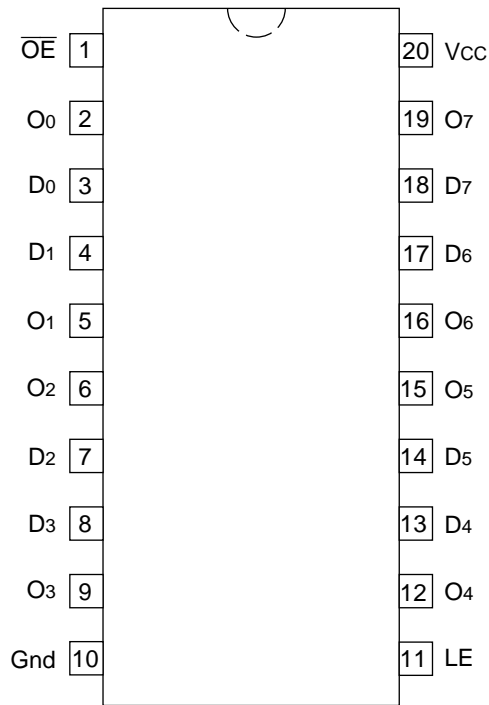 O̅E̅ 1 20 VCC
O0 2 19 O7
D0 3 18 D7
D1 4 17 D6
O1 5 16 O6
O2 6 15 O5
D2 7 14 D5
D3 8 13 D4
O3 9 12 O4
Gnd 10 11 LE